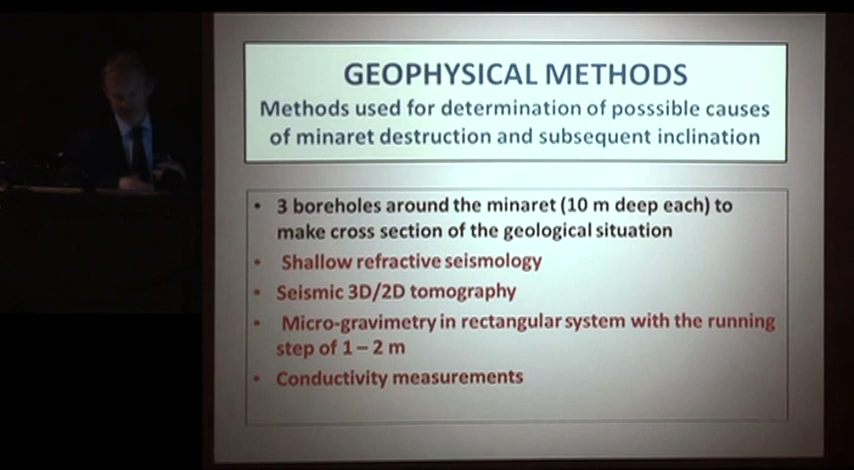 GEOPHYSICAL METHODS
Methods used for determination of posssible causes
of minaret destruction and subsequent inclination
• 3 boreholes around the minaret (10 m deep each) to
make cross section of the geological situation
• Shallow refractive seismology
• Seismic 3D/2D tomography
• Micro-gravimetry in rectangular system with the running
step of 1 – 2 m
• Conductivity measurements